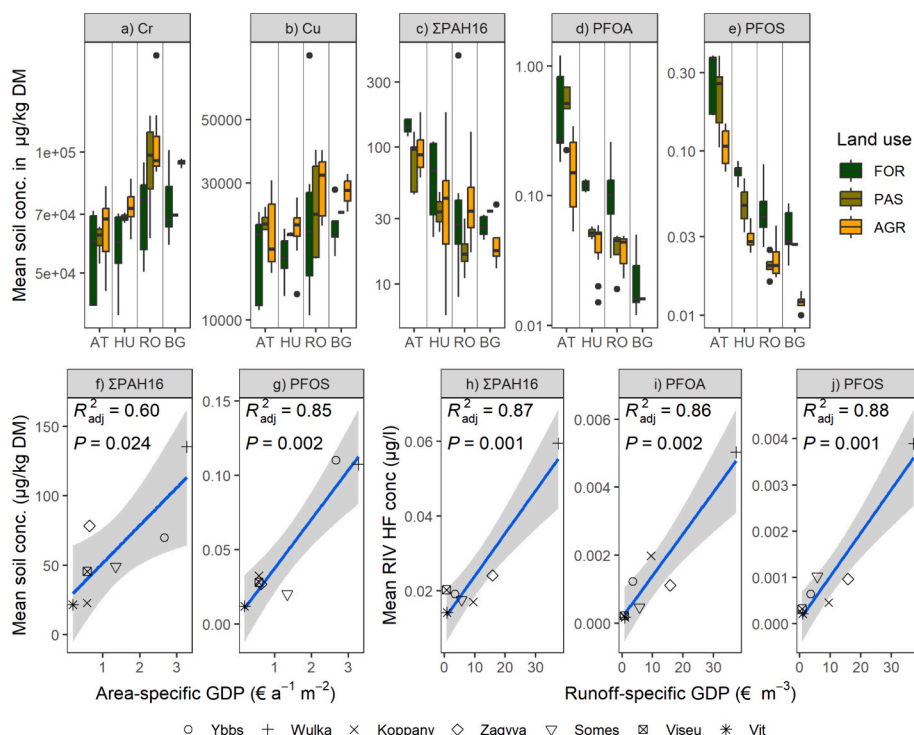 a) Cr
b) Cu
c) ΣPAH16
d) PFOA
e) PFOS
Mean soil conc. in µg/kg DM
1e+05
7e+04
5e+04
50000
30000
10000
300
100
30
10
1.00
0.10
0.01
0.30
0.10
0.03
0.01
AT HU RO BG
AT HU RO BG
AT HU RO BG
AT HU RO BG
AT HU RO BG
Land use
FOR
PAS
AGR
f) ΣPAH16
g) PFOS
h) ΣPAH16
i) PFOA
j) PFOS
R²adj = 0.60
P = 0.024
R²adj = 0.85
P = 0.002
R²adj = 0.87
P = 0.001
R²adj = 0.86
P = 0.002
R²adj = 0.88
P = 0.001
Mean soil conc. (µg/kg DM)
150
100
50
0
0.15
0.10
0.05
0.00
Mean RIV HF conc (µg/l)
0.06
0.04
0.02
0.006
0.004
0.002
0.000
0.004
0.003
0.002
0.001
0.000
1 2 3
1 2 3
0 10 20 30
0 10 20 30
0 10 20 30
Area-specific GDP (€ a⁻¹ m⁻²)
Runoff-specific GDP (€ m⁻³)
Ybbs Wulka Koppany Zagyva Somes Viseu Vit